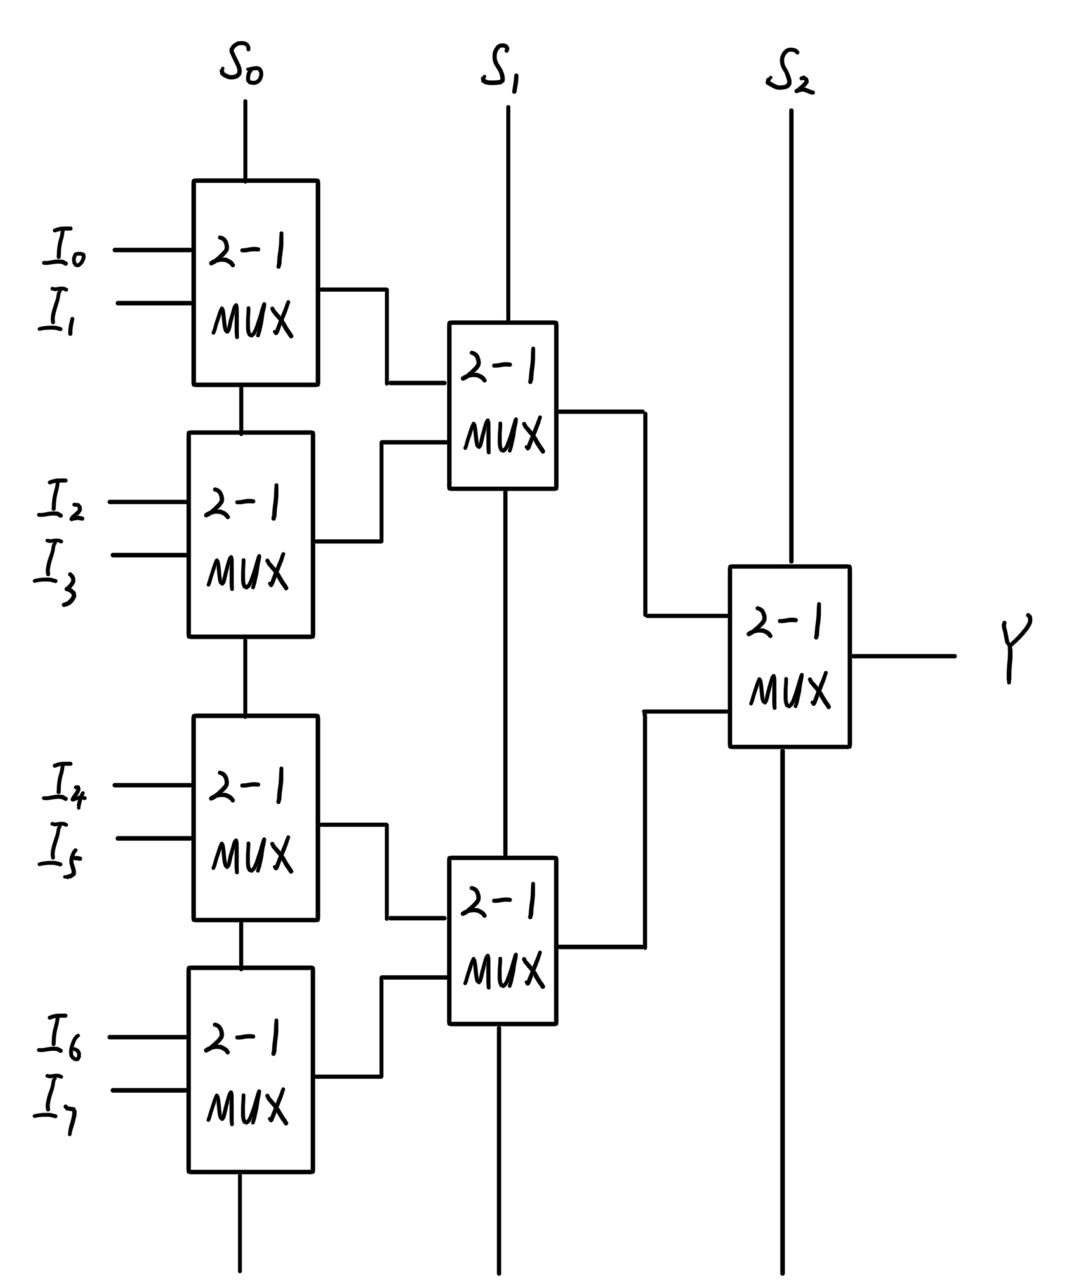 S₀
S₁
S₂
I₀
I₁
2-1
MUX
I₂
I₃
2-1
MUX
2-1
MUX
I₄
I₅
2-1
MUX
I₆
I₇
2-1
MUX
2-1
MUX
2-1
MUX
Y